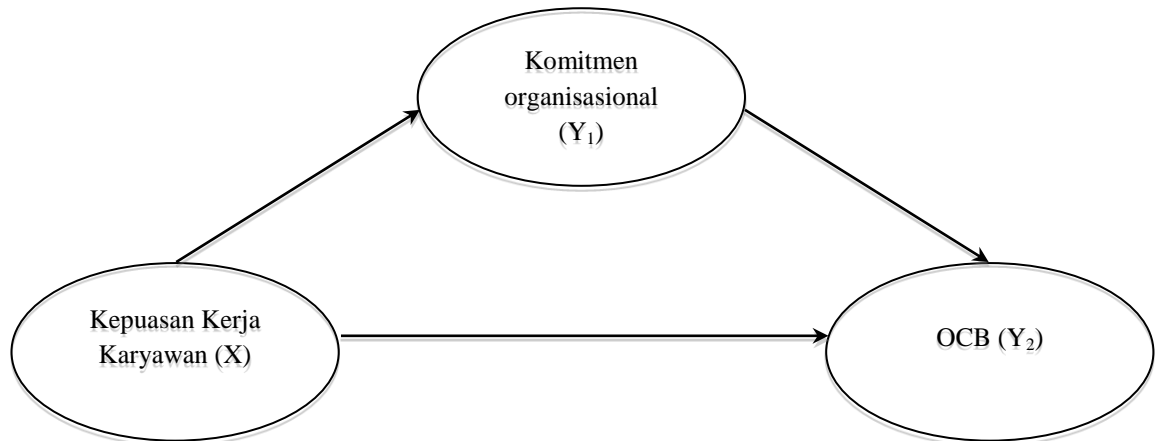 Komitmen
organisasional
(Y₁)
Kepuasan Kerja
Karyawan (X)
OCB (Y₂)